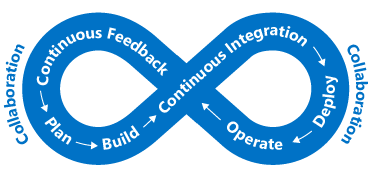 Collaboration
Continuous Feedback
Plan
Build
Continuous Integration
Deploy
Operate
Collaboration